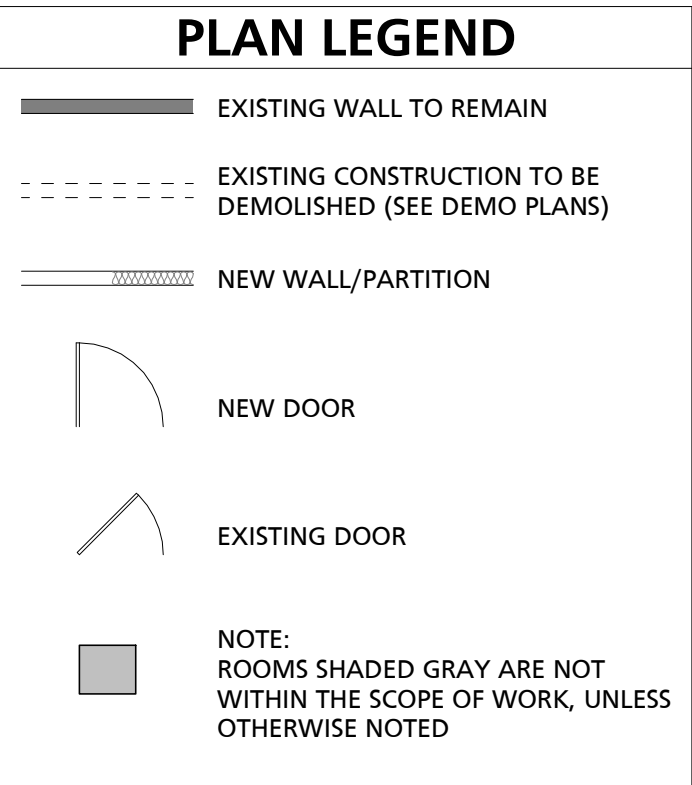 PLAN LEGEND
EXISTING WALL TO REMAIN
EXISTING CONSTRUCTION TO BE
DEMOLISHED (SEE DEMO PLANS)
NEW WALL/PARTITION
NEW DOOR
EXISTING DOOR
NOTE:
ROOMS SHADED GRAY ARE NOT
WITHIN THE SCOPE OF WORK, UNLESS
OTHERWISE NOTED